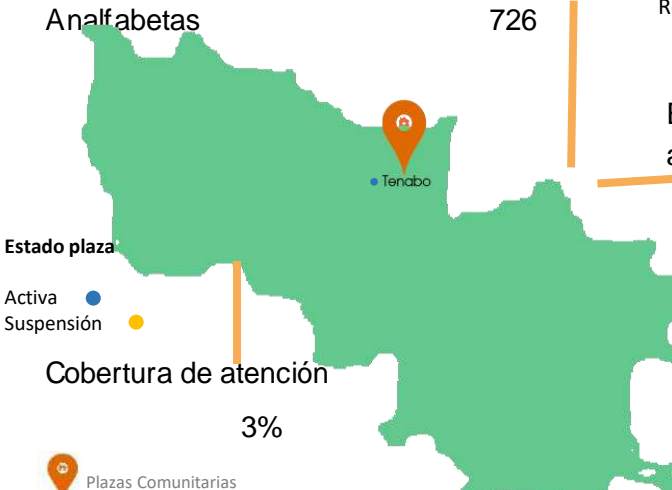 Analfabetas 726
R
Tenabo
Estado plaza
Activa
Suspensión
Cobertura de atención
3%
Plazas Comunitarias